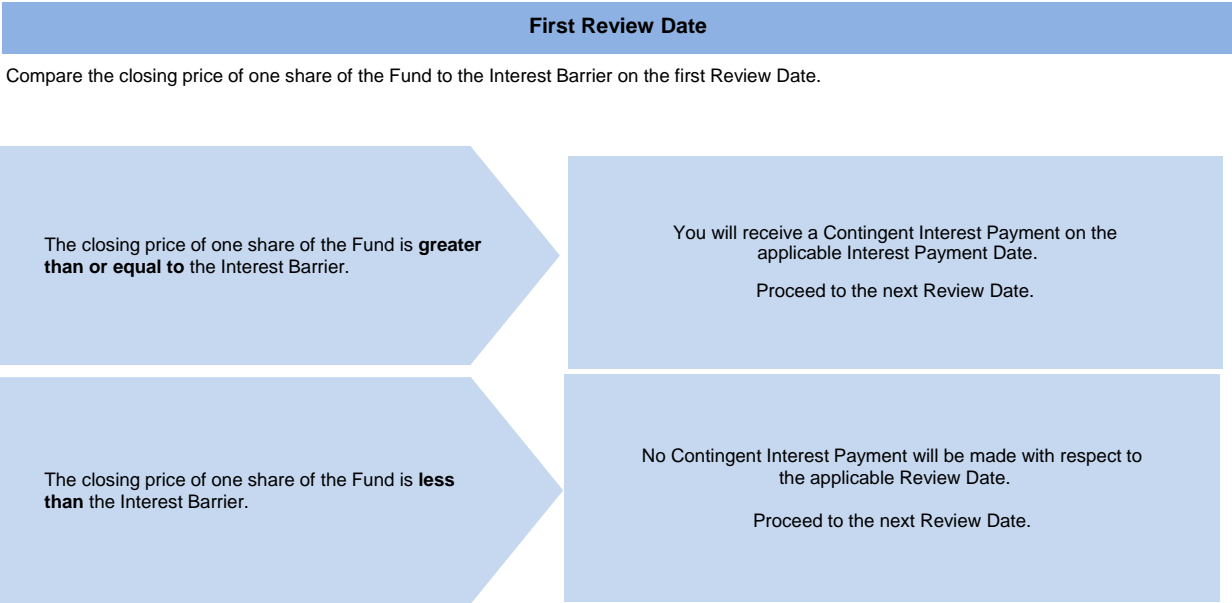 First Review Date
Compare the closing price of one share of the Fund to the Interest Barrier on the first Review Date.
The closing price of one share of the Fund is greater
than or equal to the Interest Barrier.
You will receive a Contingent Interest Payment on the
applicable Interest Payment Date.
Proceed to the next Review Date.
The closing price of one share of the Fund is less
than the Interest Barrier.
No Contingent Interest Payment will be made with respect to
the applicable Review Date.
Proceed to the next Review Date.